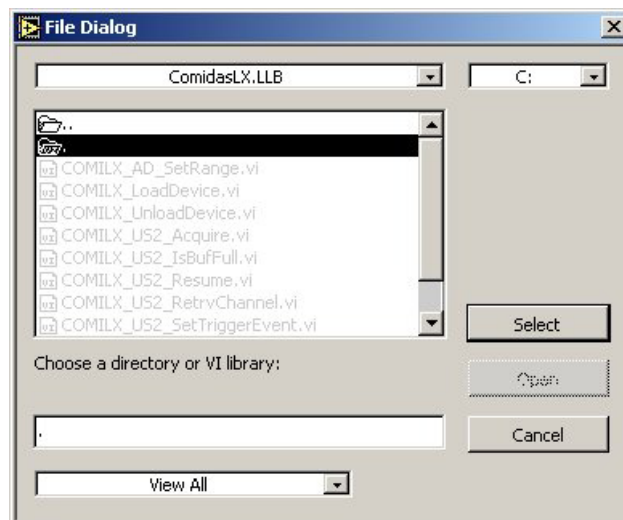 File Dialog
ComidasLX.LLB
C:
..
.
COMILX_AD_SetRange.vi
COMILX_LoadDevice.vi
COMILX_UnloadDevice.vi
COMILX_US2_Acquire.vi
COMILX_US2_IsBufFull.vi
COMILX_US2_Resume.vi
COMILX_US2_RetrvChannel.vi
COMILX_US2_SetTriggerEvent.vi
Select
Choose a directory or VI library:
Open
.
Cancel
View All